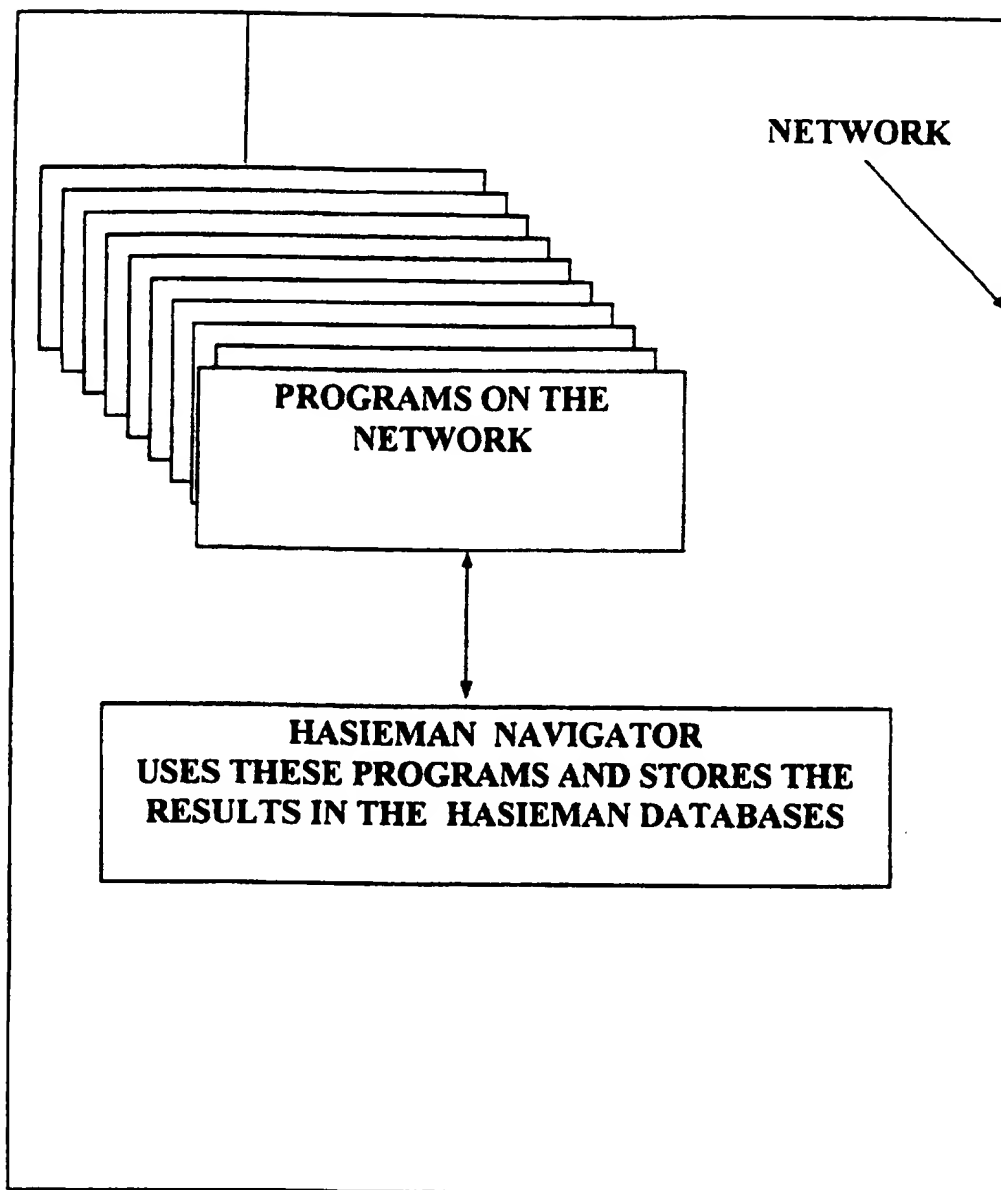 NETWORK
PROGRAMS ON THE
NETWORK
HASIEMAN NAVIGATOR
USES THESE PROGRAMS AND STORES THE
RESULTS IN THE HASIEMAN DATABASES